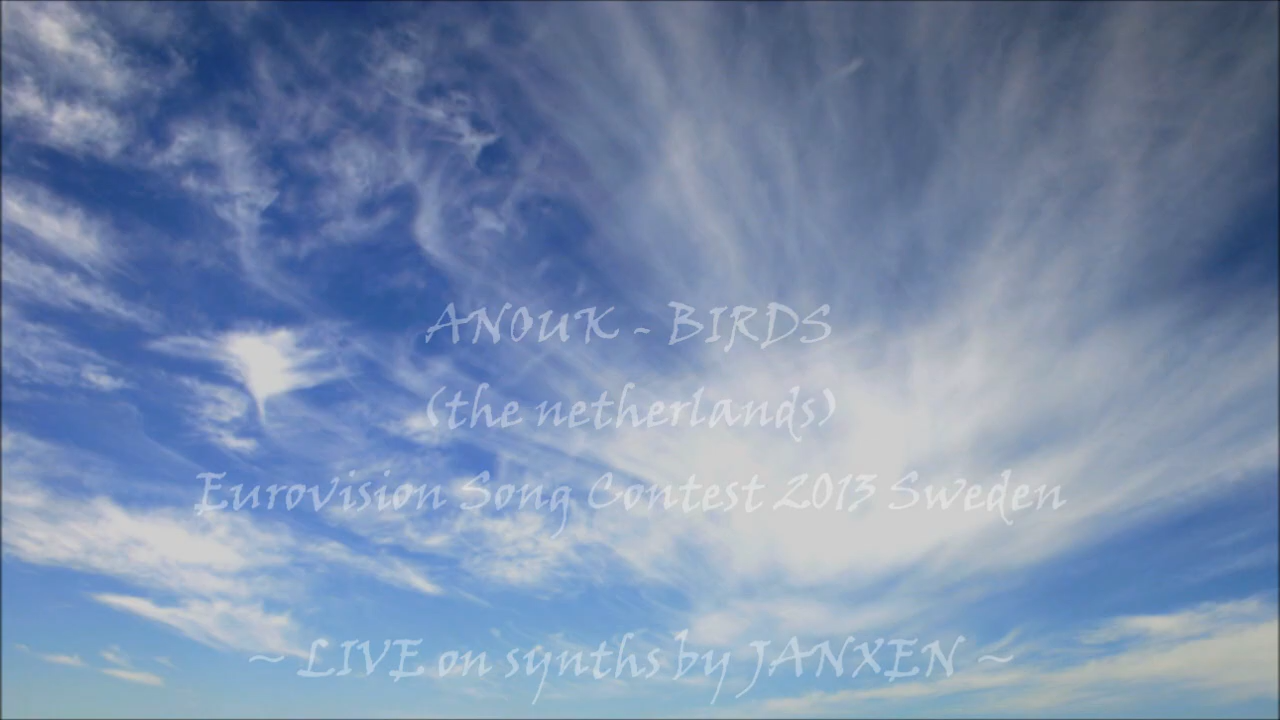 ANOUK - BIRDS
(the netherlands)
Eurovision Song Contest 2013 Sweden
~ LIVE on synths by JANXEN ~